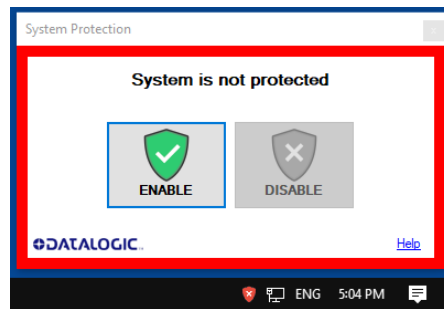 System Protection
System is not protected
ENABLE
DISABLE
DATALOGIC
Help
ENG 5:04 PM